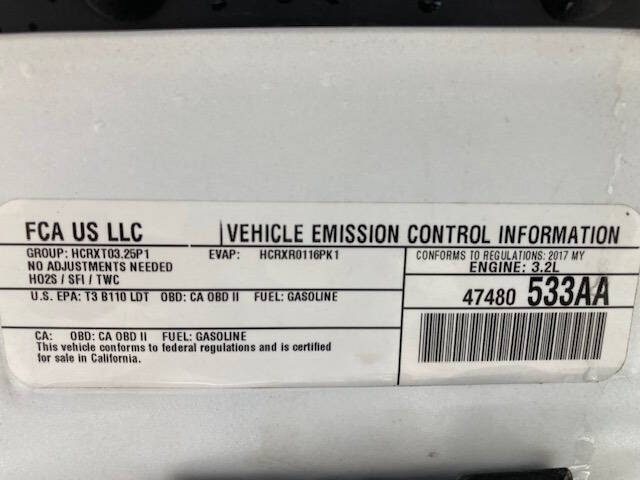 FCA US LLC
VEHICLE EMISSION CONTROL INFORMATION
GROUP: HCRXT03.25P1 EVAP: HCRXR0116PK1
NO ADJUSTMENTS NEEDED
HO2S / SFI / TWC
CONFORMS TO REGULATIONS: 2017 MY
ENGINE: 3.2L
U.S. EPA: T3 B110 LDT OBD: CA OBD II FUEL: GASOLINE
47480 533AA
CA: OBD: CA OBD II FUEL: GASOLINE
This vehicle conforms to federal regulations and is certified
for sale in California.